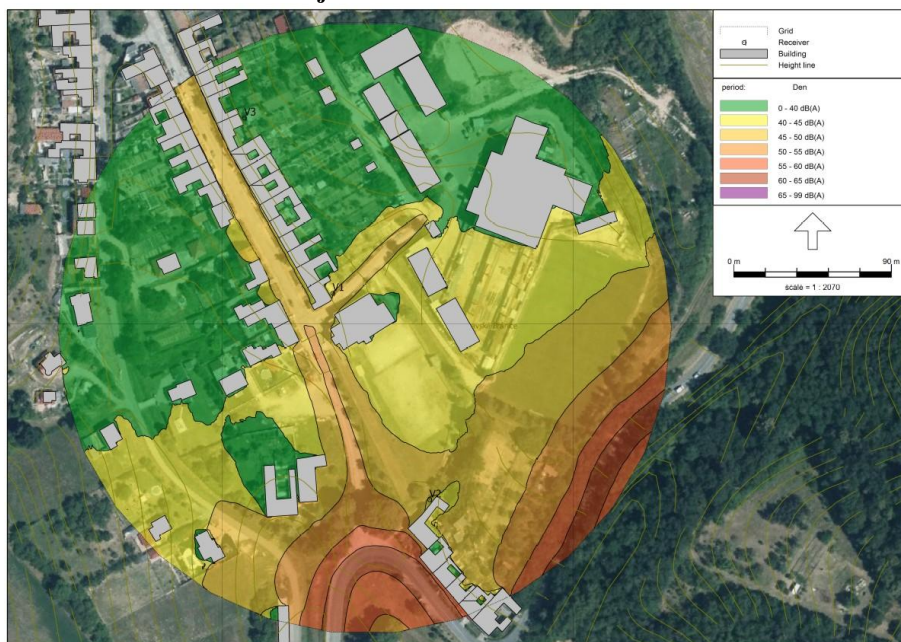 Grid
Receiver
Building
Height line
period: Den
0 - 40 dB(A)
40 - 45 dB(A)
45 - 50 dB(A)
50 - 55 dB(A)
55 - 60 dB(A)
60 - 65 dB(A)
65 - 99 dB(A)
0 m 90 m
scale = 1 : 2070
V3
V1
V2